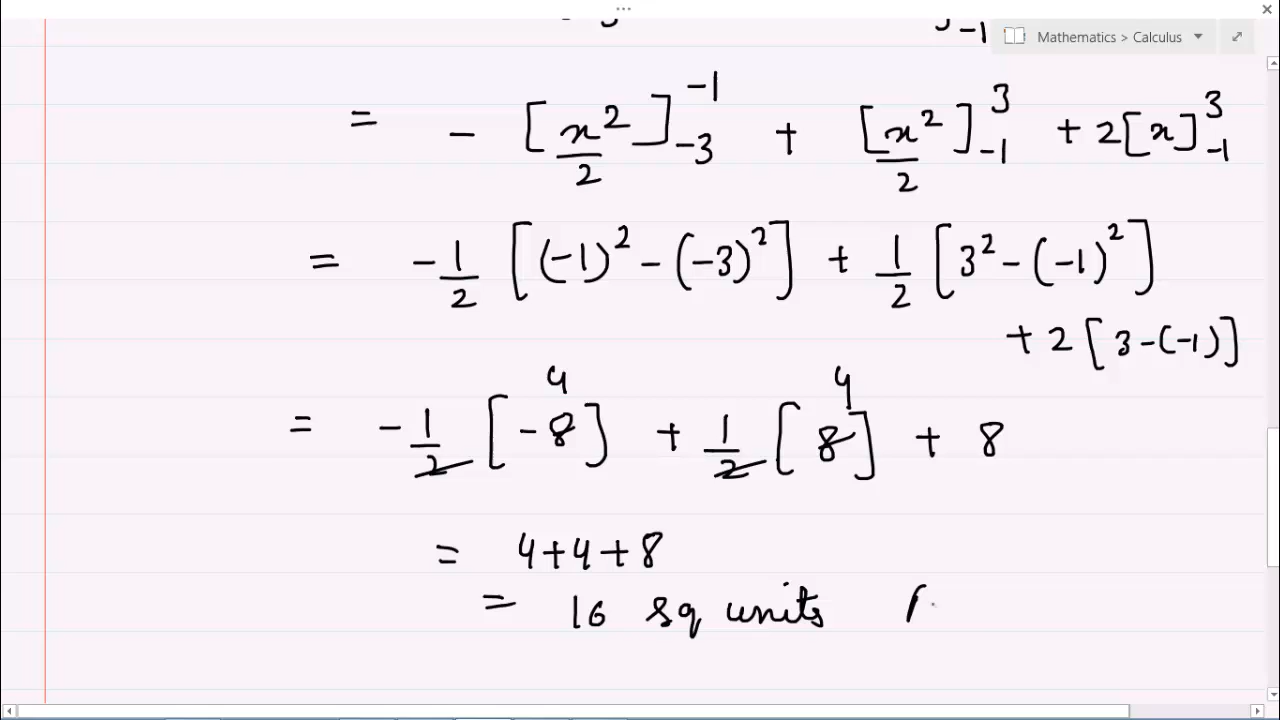 Mathematics > Calculus
= - [x²/2]₋₃⁻¹ + [x²/2]₋₁³ + 2[x]₋₁³
= -1/2 [(-1)² - (-3)²] + 1/2 [3² - (-1)²]
+ 2 [3 - (-1)]
4 4
= -1/2 [-8] + 1/2 [8] + 8
= 4+4+8
= 16 sq units